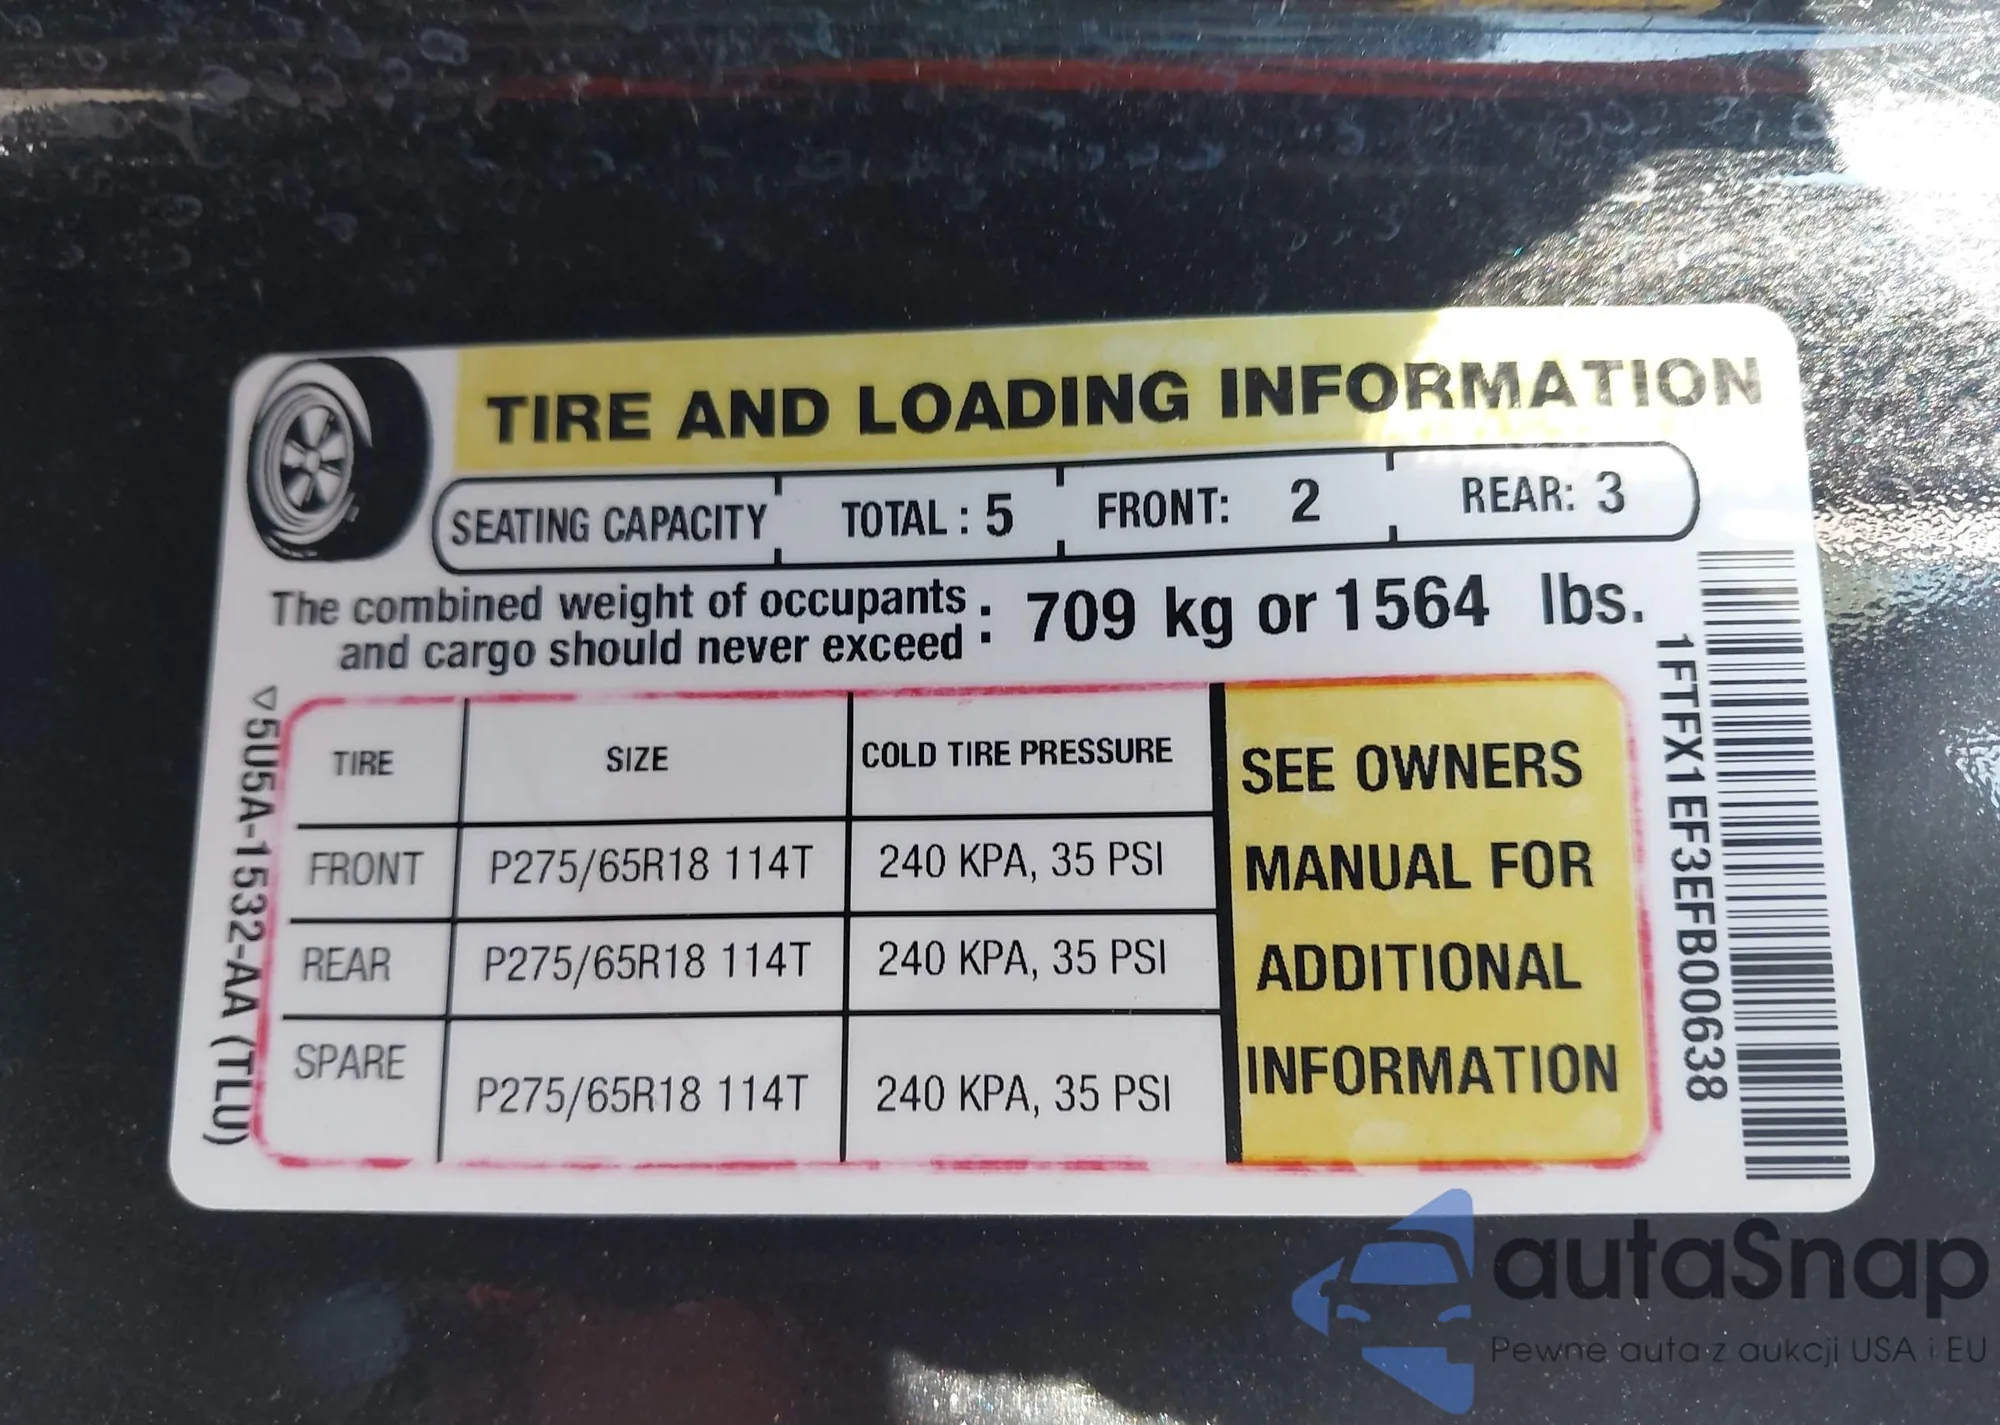 TIRE AND LOADING INFORMATION
SEATING CAPACITY TOTAL : 5 FRONT: 2 REAR: 3
The combined weight of occupants
and cargo should never exceed : 709 kg or 1564 lbs.
TIRE SIZE COLD TIRE PRESSURE
FRONT P275/65R18 114T 240 KPA, 35 PSI
REAR P275/65R18 114T 240 KPA, 35 PSI
SPARE P275/65R18 114T 240 KPA, 35 PSI
SEE OWNERS
MANUAL FOR
ADDITIONAL
INFORMATION
▽5U5A-1532-AA (TLU)
1FTFX1EF3EFB00638
autaSnap
Pewne auta z aukcji USA i EU